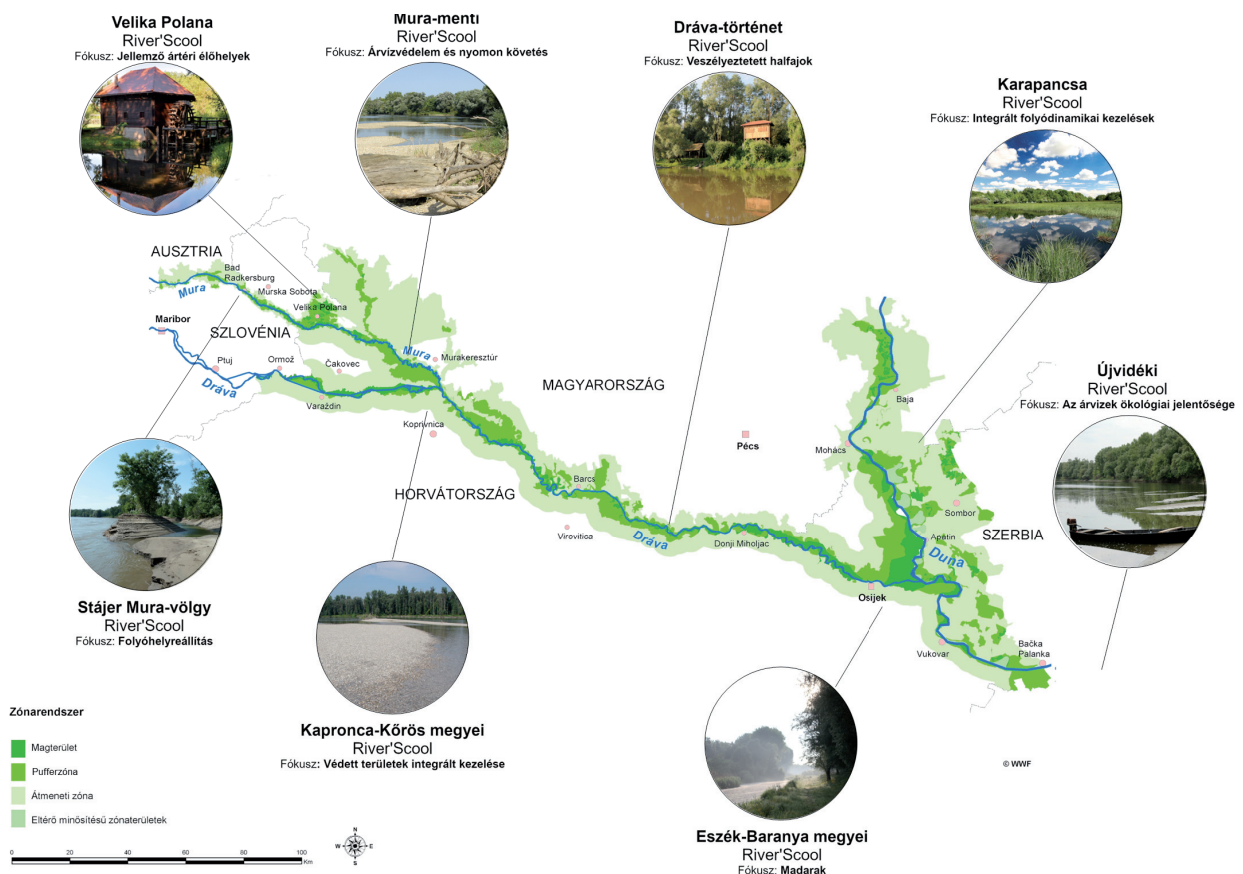 Velika Polana
River'Scool
Fókusz: Jellemző ártéri élőhelyek
Mura-menti
River'Scool
Fókusz: Árvízvédelem és nyomon követés
Dráva-történet
River'Scool
Fókusz: Veszélyeztetett halfajok
Karapancsa
River'Scool
Fókusz: Integrált folyódinamikai kezelések
AUSZTRIA
Bad
Radkersburg
Mura
Murska Sobota
Velika Polana
Maribor
SZLOVÉNIA
Ptuj
Ormož
Čakovec
Mura
Murakeresztúr
Dráva
Varaždin
MAGYARORSZÁG
Koprivnica
Baja
Pécs
Mohács
Újvidéki
River'Scool
Fókusz: Az árvizek ökológiai jelentősége
HORVÁTORSZÁG
Barcs
Virovitica
Dráva
Donji Miholjac
Sombor
Apatin
SZERBIA
Duna
Osijek
Vukovar
Bačka
Palanka
Stájer Mura-völgy
River'Scool
Fókusz: Folyóhelyreállítás
Kapronca-Kőrös megyei
River'Scool
Fókusz: Védett területek integrált kezelése
Eszék-Baranya megyei
River'Scool
Fókusz: Madarak
Zónarendszer
Magterület
Pufferzóna
Átmeneti zóna
Eltérő minősítésű zónaterületek
0 20 40 60 80 100
Km
N
W E
S
© WWF